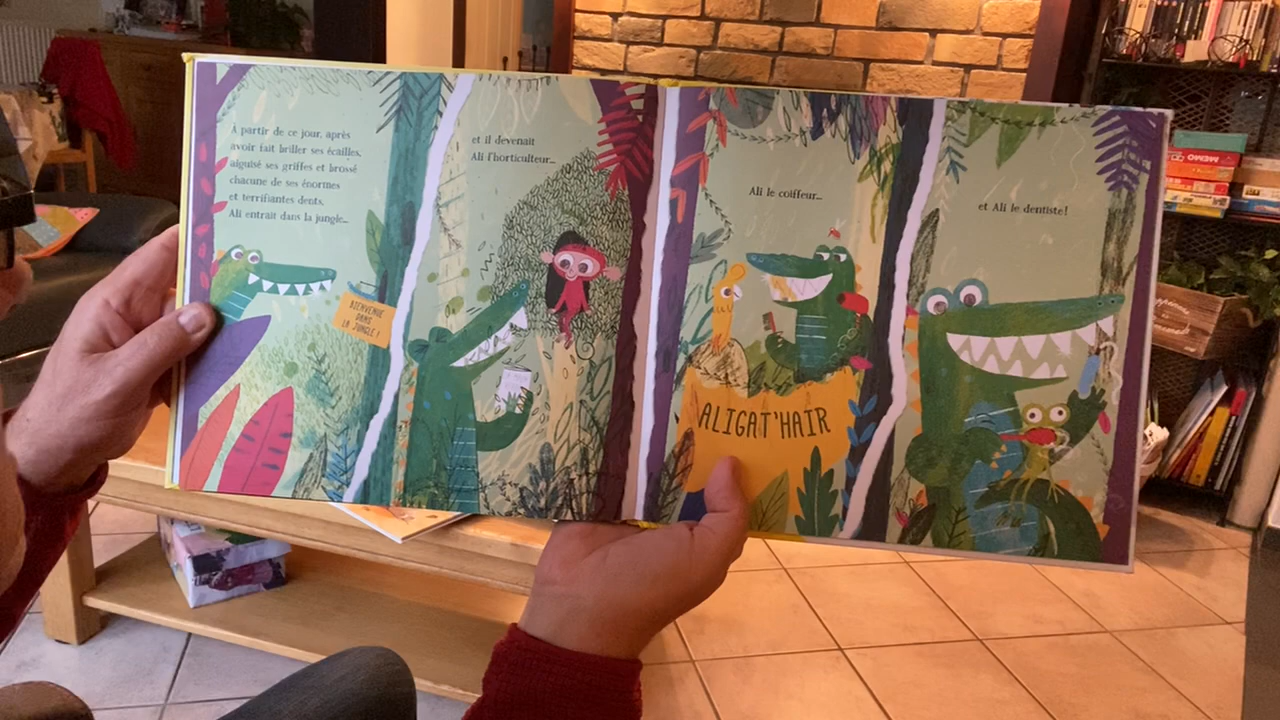 À partir de ce jour, après
avoir fait briller ses écailles,
aiguisé ses griffes et brossé
chacune de ses énormes
et terrifiantes dents,
Ali entrait dans la jungle...
BIENVENUE
DANS
LA JUNGLE !
et il devenait
Ali l'horticulteur...
Ali le coiffeur...
ALIGAT'HAIR
et Ali le dentiste !
MEMO